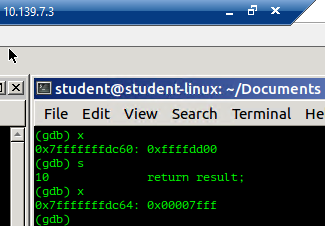 10.139.7.3
student@student-linux: ~/Documents
File Edit View Search Terminal He
(gdb) x
0x7fffffffdc60: 0xffffdd00
(gdb) s
10 return result;
(gdb) x
0x7fffffffdc64: 0x00007fff
(gdb)